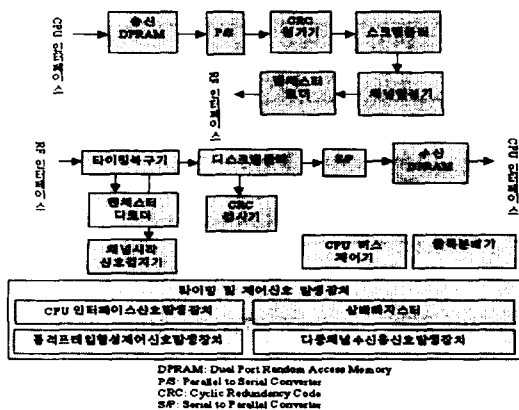 CPU 인터페이스
송신 DPRAM
P/S
CRC 첨가기
스크램블러
RF 인터페이스
맨체스터 코더
채널형성기
RF 인터페이스
타이밍복구기
디스크램블러
S/P
수신 DPRAM
CPU 인터페이스
맨체스터 디코더
CRC 검사기
채널시작 신호검지기
CPU 버스 제어기
클럭분배기
타이밍 및 제어신호 발생장치
CPU 인터페이스신호발생장치
상태레지스터
동적프레임형성제어신호발생장치
다중채널수신용신호발생장치
DPRAM: Dual Port Random Access Memory
P/S: Parallel to Serial Converter
CRC: Cyclic Redundancy Code
S/P: Serial to Parallel Converter